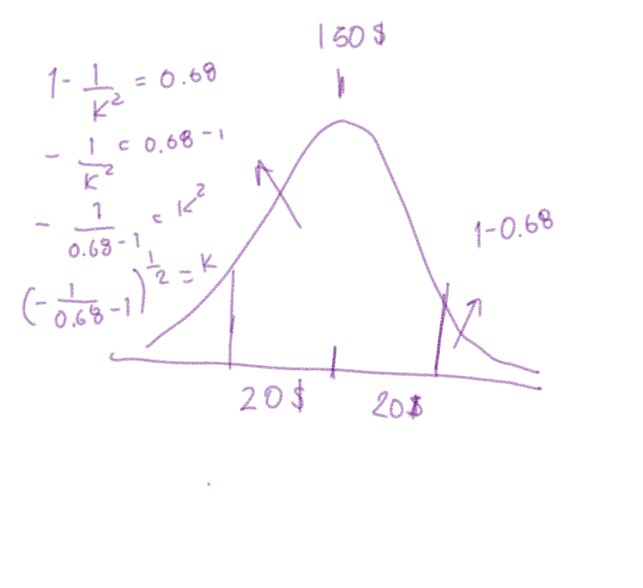 150$
1 - 1/K² = 0.68
- 1/K² = 0.68 - 1
- 1/0.68-1 = K²
(- 1/0.68-1)^1/2 = K
1-0.68
20$ 20$